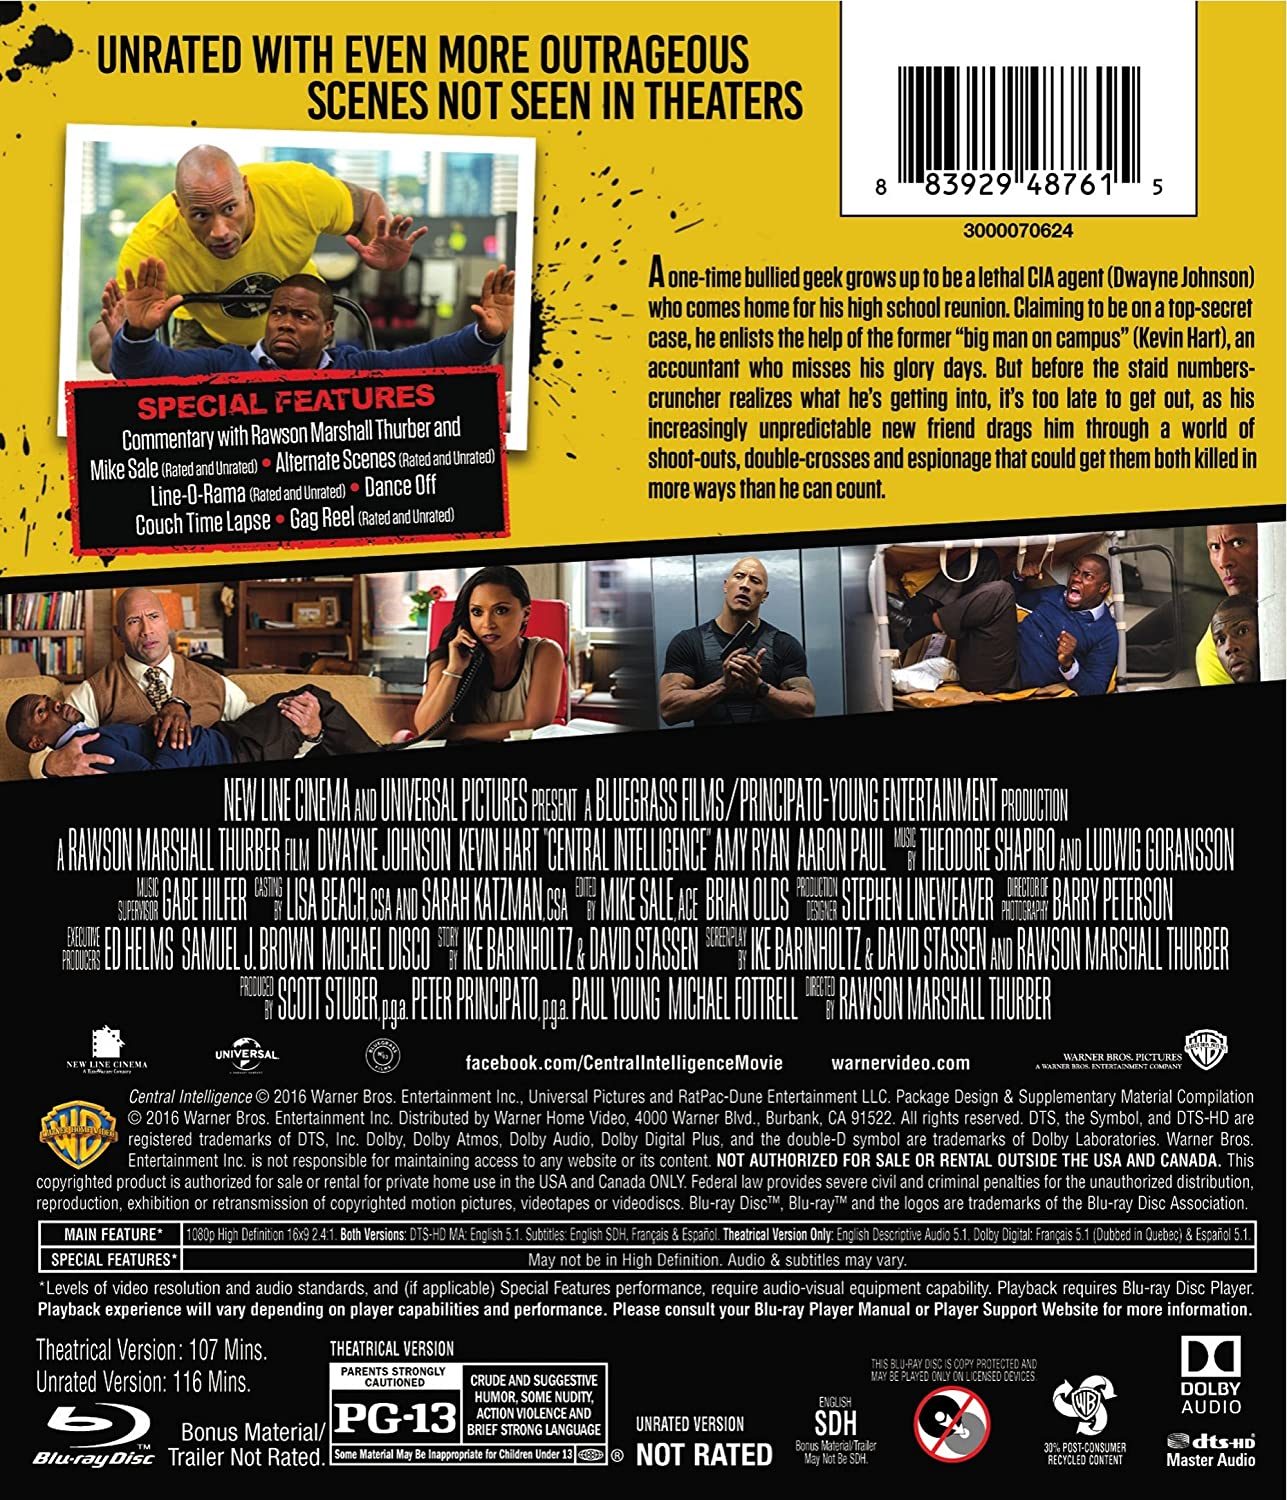 UNRATED WITH EVEN MORE OUTRAGEOUS
SCENES NOT SEEN IN THEATERS
8 83929 48761 5
3000070624
A one-time bullied geek grows up to be a lethal CIA agent (Dwayne Johnson)
who comes home for his high school reunion. Claiming to be on a top-secret
case, he enlists the help of the former “big man on campus” (Kevin Hart), an
accountant who misses his glory days. But before the staid numbers-
cruncher realizes what he’s getting into, it’s too late to get out, as his
increasingly unpredictable new friend drags him through a world of
shoot-outs, double-crosses and espionage that could get them both killed in
more ways than he can count.
SPECIAL FEATURES
Commentary with Rawson Marshall Thurber and
Mike Sale (Rated and Unrated) • Alternate Scenes (Rated and Unrated)
Line-O-Rama (Rated and Unrated) • Dance Off
Couch Time Lapse • Gag Reel (Rated and Unrated)
NEW LINE CINEMA AND UNIVERSAL PICTURES PRESENT A BLUEGRASS FILMS/PRINCIPATO-YOUNG ENTERTAINMENT PRODUCTION
A RAWSON MARSHALL THURBER FILM DWAYNE JOHNSON KEVIN HART "CENTRAL INTELLIGENCE" AMY RYAN AARON PAUL MUSIC BY THEODORE SHAPIRO AND LUDWIG GORANSSON
MUSIC SUPERVISOR GABE HILFER CASTING BY LISA BEACH, CSA AND SARAH KATZMAN, CSA EDITED BY MIKE SALE, ACE BRIAN OLDS PRODUCTION DESIGNER STEPHEN LINEWEAVER DIRECTOR OF PHOTOGRAPHY BARRY PETERSON
EXECUTIVE PRODUCERS ED HELMS SAMUEL J. BROWN MICHAEL DISCO STORY BY IKE BARINHOLTZ & DAVID STASSEN SCREENPLAY BY IKE BARINHOLTZ & DAVID STASSEN AND RAWSON MARSHALL THURBER
PRODUCED BY SCOTT STUBER, p.g.a. PETER PRINCIPATO, p.g.a. PAUL YOUNG MICHAEL FOTTRELL DIRECTED BY RAWSON MARSHALL THURBER
NEW LINE CINEMA
A TimeWarner Company
UNIVERSAL
BLUEGRASS FILMS
facebook.com/CentralIntelligenceMovie
warnervideo.com
WARNER BROS. PICTURES
A WARNER BROS. ENTERTAINMENT COMPANY
WARNER HOME VIDEO
Central Intelligence © 2016 Warner Bros. Entertainment Inc., Universal Pictures and RatPac-Dune Entertainment LLC. Package Design & Supplementary Material Compilation
© 2016 Warner Bros. Entertainment Inc. Distributed by Warner Home Video, 4000 Warner Blvd., Burbank, CA 91522. All rights reserved. DTS, the Symbol, and DTS-HD are
registered trademarks of DTS, Inc. Dolby, Dolby Atmos, Dolby Audio, Dolby Digital Plus, and the double-D symbol are trademarks of Dolby Laboratories. Warner Bros.
Entertainment Inc. is not responsible for maintaining access to any website or its content. NOT AUTHORIZED FOR SALE OR RENTAL OUTSIDE THE USA AND CANADA. This
copyrighted product is authorized for sale or rental for private home use in the USA and Canada ONLY. Federal law provides severe civil and criminal penalties for the unauthorized distribution,
reproduction, exhibition or retransmission of copyrighted motion pictures, videotapes or videodiscs. Blu-ray Disc™, Blu-ray™ and the logos are trademarks of the Blu-ray Disc Association.
MAIN FEATURE* 1080p High Definition 16x9 2.4:1. Both Versions: DTS-HD MA: English 5.1. Subtitles: English SDH, Français & Español. Theatrical Version Only: English Descriptive Audio 5.1, Dolby Digital: Français 5.1 (Dubbed in Quebec) & Español 5.1.
SPECIAL FEATURES* May not be in High Definition. Audio & subtitles may vary.
*Levels of video resolution and audio standards, and (if applicable) Special Features performance, require audio-visual equipment capability. Playback requires Blu-ray Disc Player.
Playback experience will vary depending on player capabilities and performance. Please consult your Blu-ray Player Manual or Player Support Website for more information.
Theatrical Version: 107 Mins.
Unrated Version: 116 Mins.
Blu-ray Disc™
Bonus Material/
Trailer Not Rated.
THEATRICAL VERSION
PARENTS STRONGLY
CAUTIONED
PG-13
CRUDE AND SUGGESTIVE
HUMOR, SOME NUDITY,
ACTION VIOLENCE AND
BRIEF STRONG LANGUAGE
Some Material May Be Inappropriate for Children Under 13
®
UNRATED VERSION
NOT RATED
ENGLISH
SDH
Bonus Material/Trailer
May Not Be SDH.
THIS BLU-RAY DISC IS COPY PROTECTED AND
MAY BE PLAYED ONLY ON LICENSED DEVICES.
WB
30% POST-CONSUMER
RECYCLED CONTENT
DOLBY
AUDIO
dts-HD
Master Audio